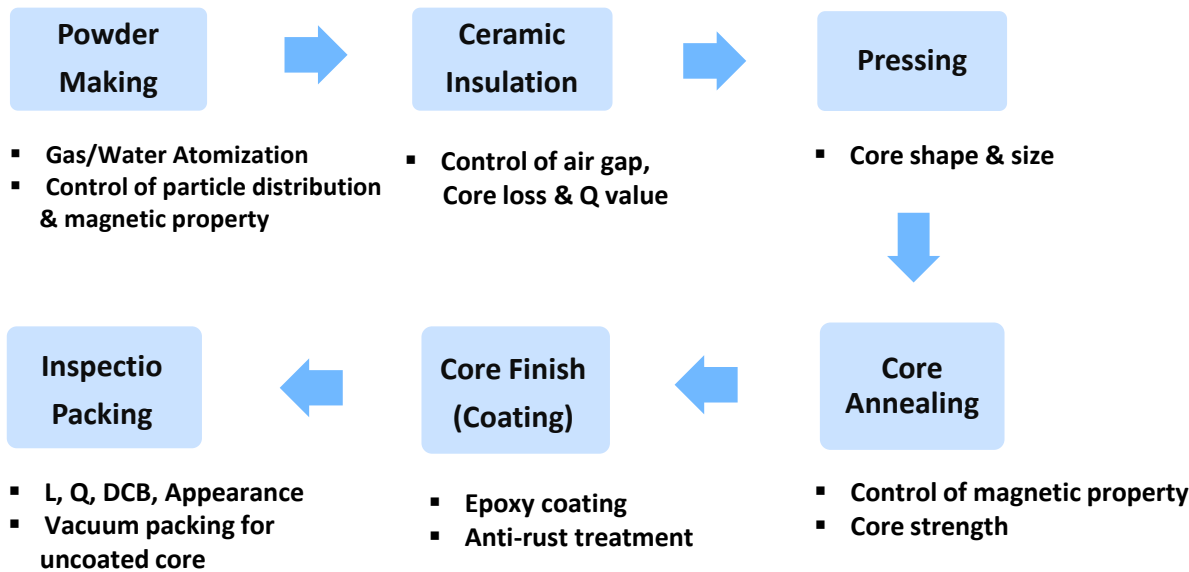 Powder
Making
Ceramic
Insulation
Pressing
▪ Gas/Water Atomization
▪ Control of particle distribution
& magnetic property
▪ Control of air gap,
Core loss & Q value
▪ Core shape & size
Inspectio
Packing
Core Finish
(Coating)
Core
Annealing
▪ L, Q, DCB, Appearance
▪ Vacuum packing for
uncoated core
▪ Epoxy coating
▪ Anti-rust treatment
▪ Control of magnetic property
▪ Core strength